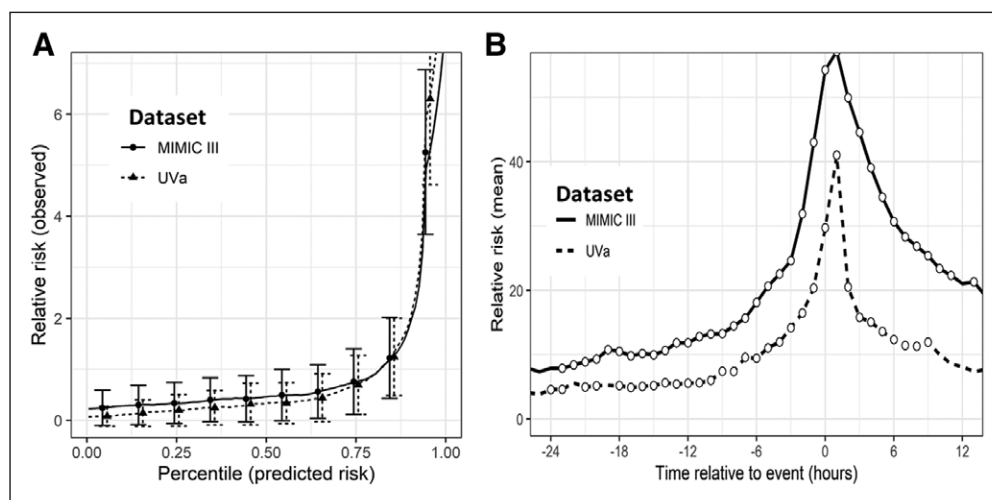 A
Relative risk (observed)
6
4
2
0
Dataset
MIMIC III
UVa
0.00 0.25 0.50 0.75 1.00
Percentile (predicted risk)
B
Relative risk (mean)
40
20
0
Dataset
MIMIC III
UVa
-24 -18 -12 -6 0 6 12
Time relative to event (hours)